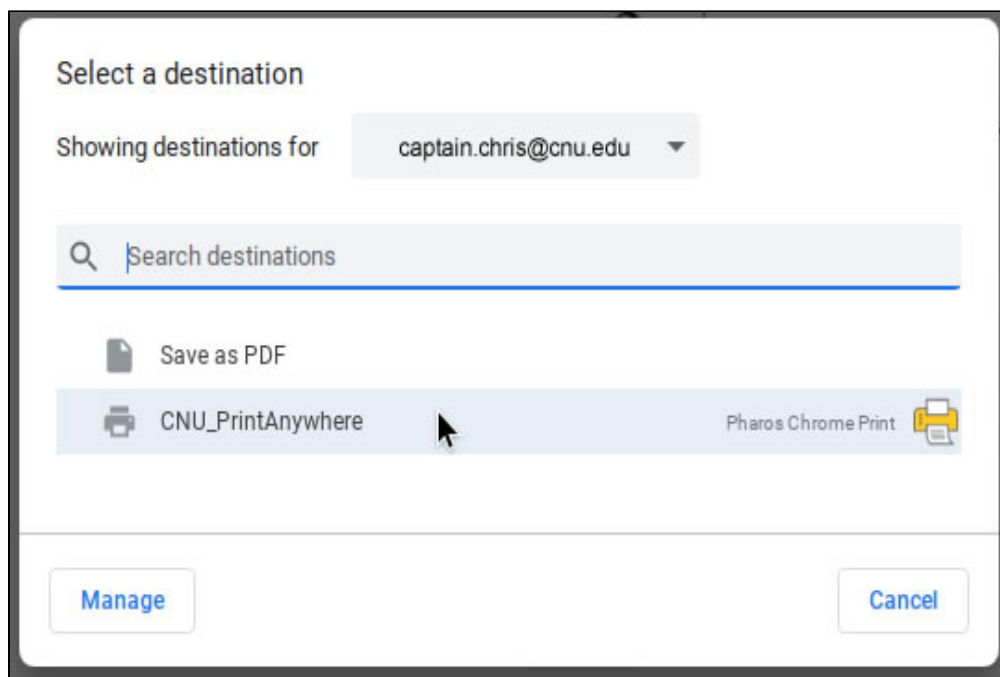 Select a destination
Showing destinations for captain.chris@cnu.edu
Search destinations
Save as PDF
CNU_PrintAnywhere Pharos Chrome Print
Manage Cancel